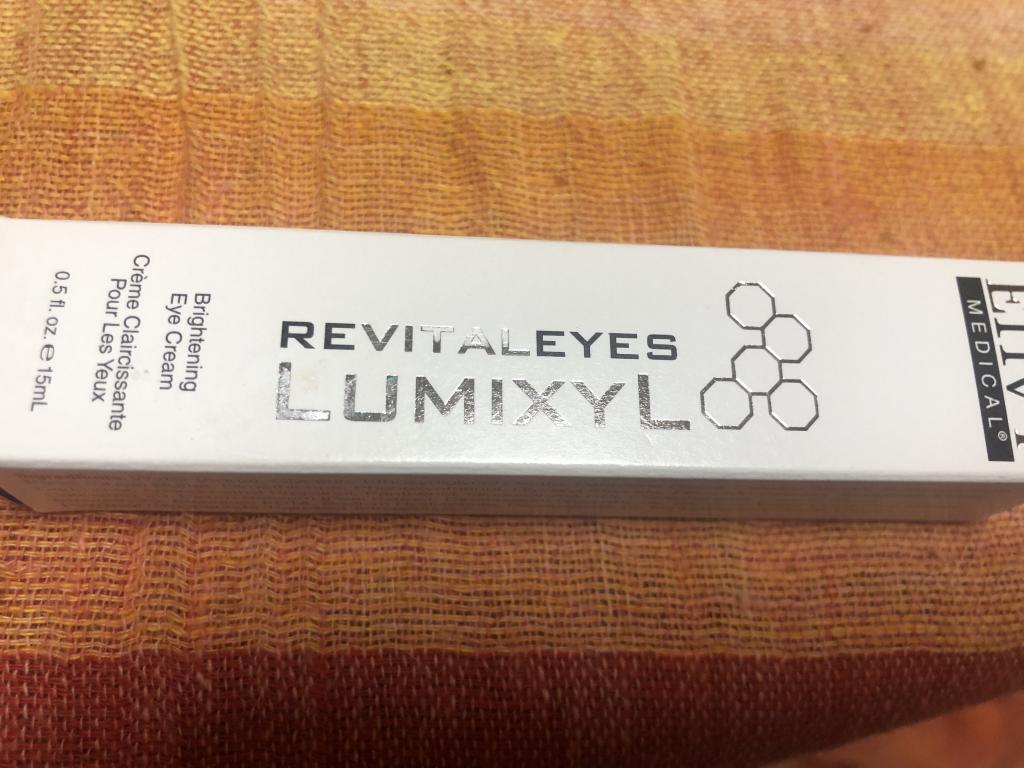 MEDICAL®
REVITALEYES
LUMIXYL
Brightening
Eye Cream
Crème Claircissante
Pour Les Yeux
0.5 fl. oz. e 15mL